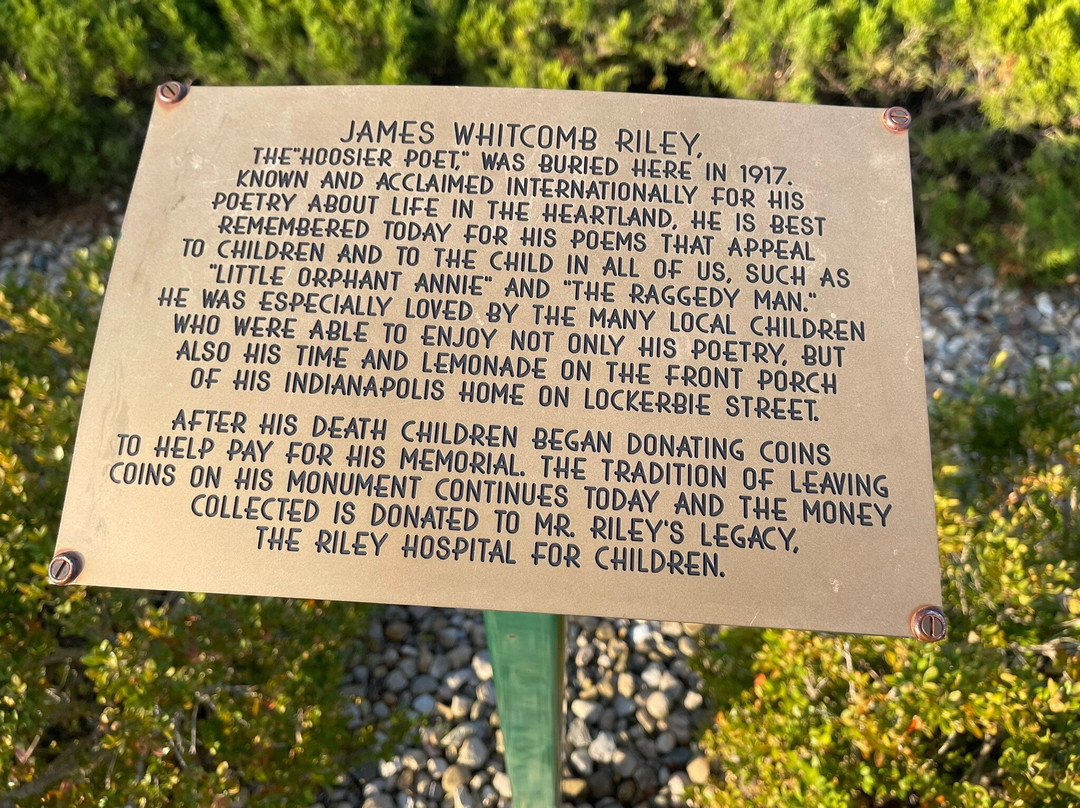 JAMES WHITCOMB RILEY,
THE "HOOSIER POET," WAS BURIED HERE IN 1917.
KNOWN AND ACCLAIMED INTERNATIONALLY FOR HIS
POETRY ABOUT LIFE IN THE HEARTLAND, HE IS BEST
REMEMBERED TODAY FOR HIS POEMS THAT APPEAL
TO CHILDREN AND TO THE CHILD IN ALL OF US, SUCH AS
"LITTLE ORPHANT ANNIE" AND "THE RAGGEDY MAN."
HE WAS ESPECIALLY LOVED BY THE MANY LOCAL CHILDREN
WHO WERE ABLE TO ENJOY NOT ONLY HIS POETRY, BUT
ALSO HIS TIME AND LEMONADE ON THE FRONT PORCH
OF HIS INDIANAPOLIS HOME ON LOCKERBIE STREET.
AFTER HIS DEATH CHILDREN BEGAN DONATING COINS
TO HELP PAY FOR HIS MEMORIAL. THE TRADITION OF LEAVING
COINS ON HIS MONUMENT CONTINUES TODAY AND THE MONEY
COLLECTED IS DONATED TO MR. RILEY'S LEGACY,
THE RILEY HOSPITAL FOR CHILDREN.